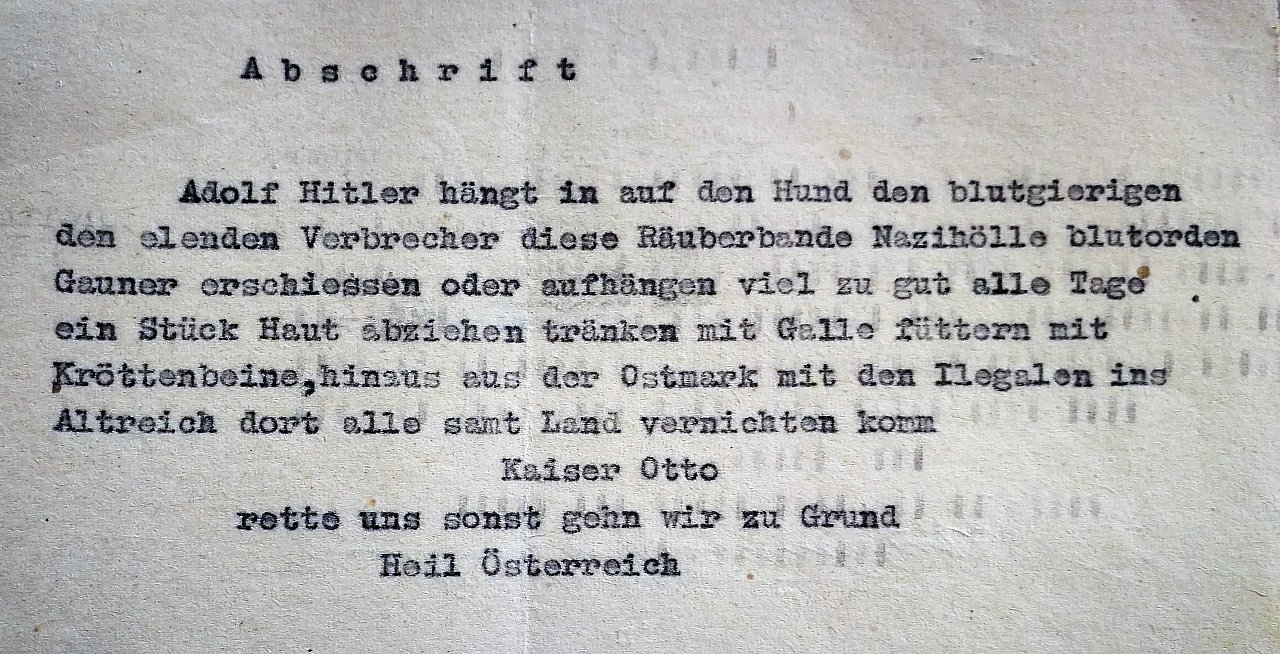 Abschrift
Adolf Hitler hängt in auf den Hund den blutgierigen
den elenden Verbrecher diese Räuberbande Nazihölle blutorden
Gauner erschiessen oder aufhängen viel zu gut alle Tage
ein Stück Haut abziehen tränken mit Galle füttern mit
Kröttenbeine,hinaus aus der Ostmark mit den Ilegalen ins
Altreich dort alle samt Land vernichten komm
Kaiser Otto
rette uns sonst gehn wir zu Grund
Heil Österreich